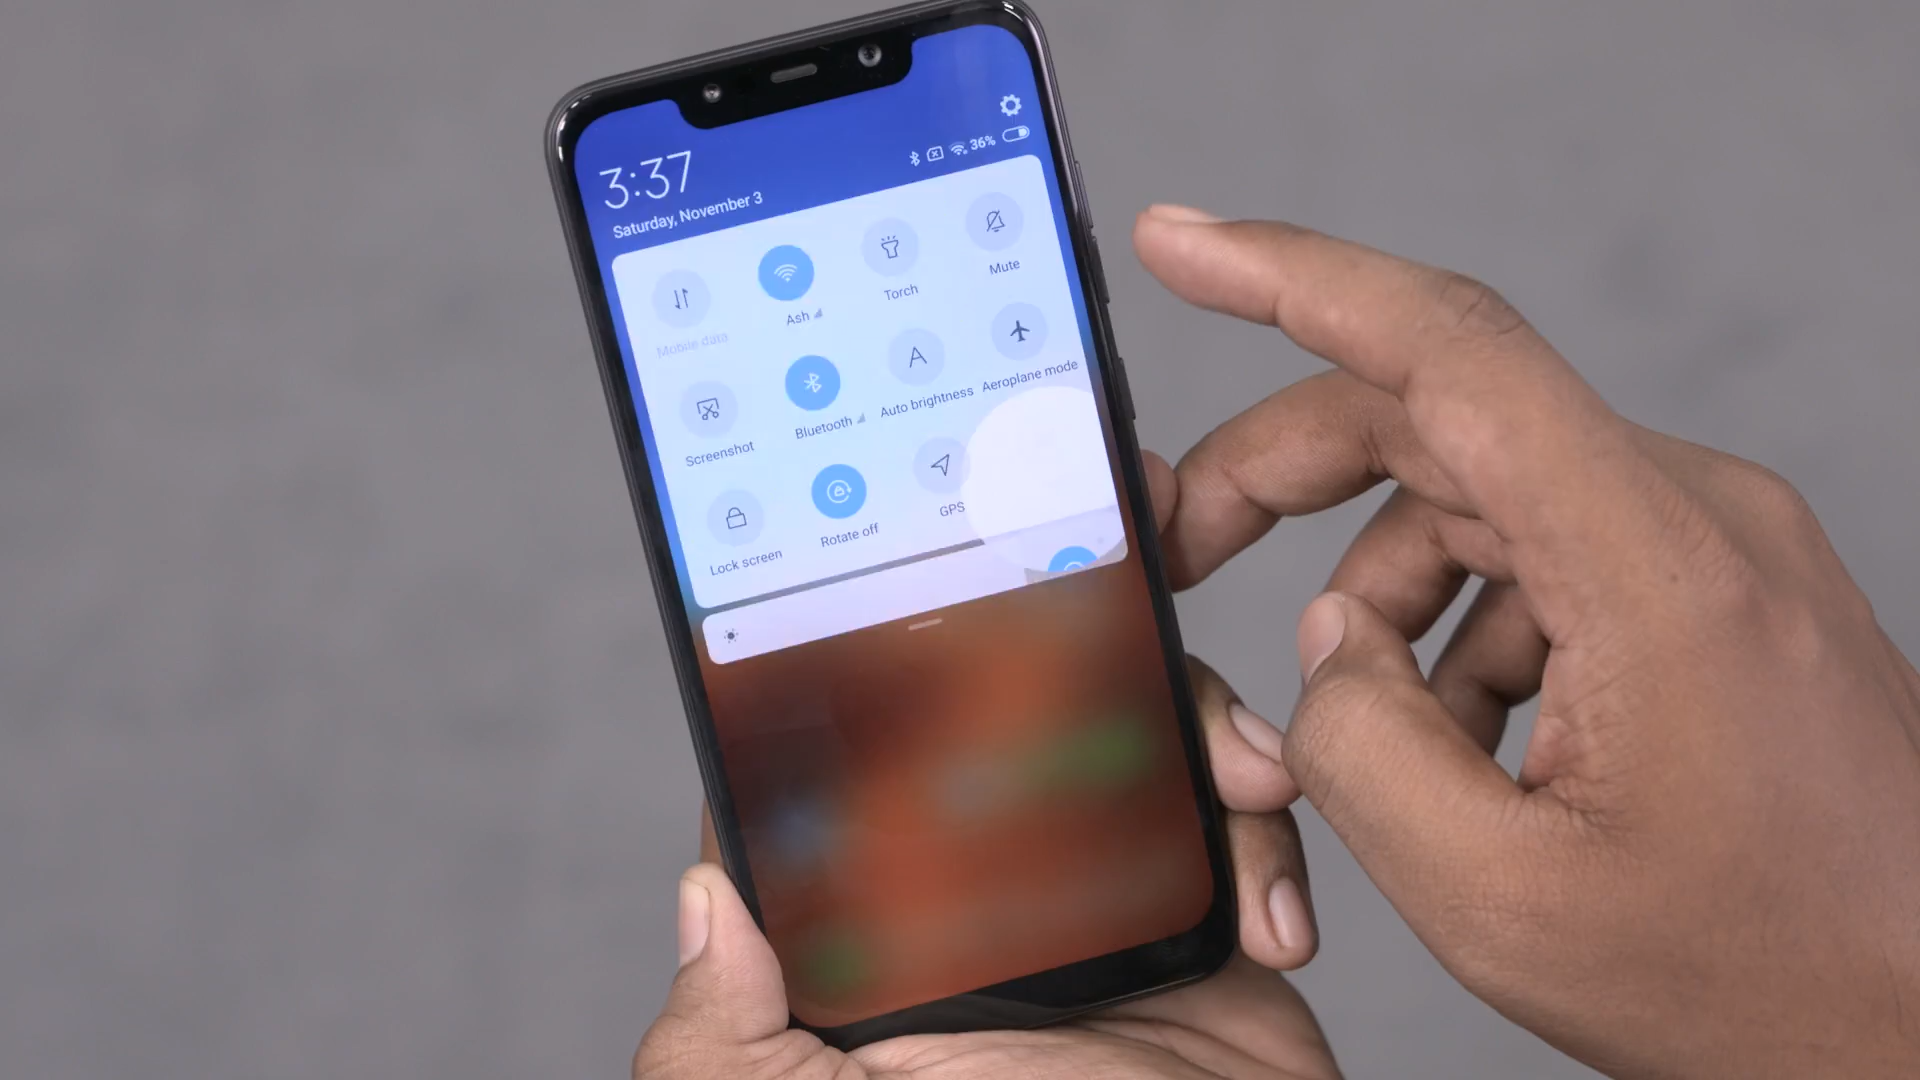 3:37
36%
Saturday, November 3
Mobile data
Ash
Torch
Mute
Screenshot
Bluetooth
Auto brightness
Aeroplane mode
Lock screen
Rotate off
GPS